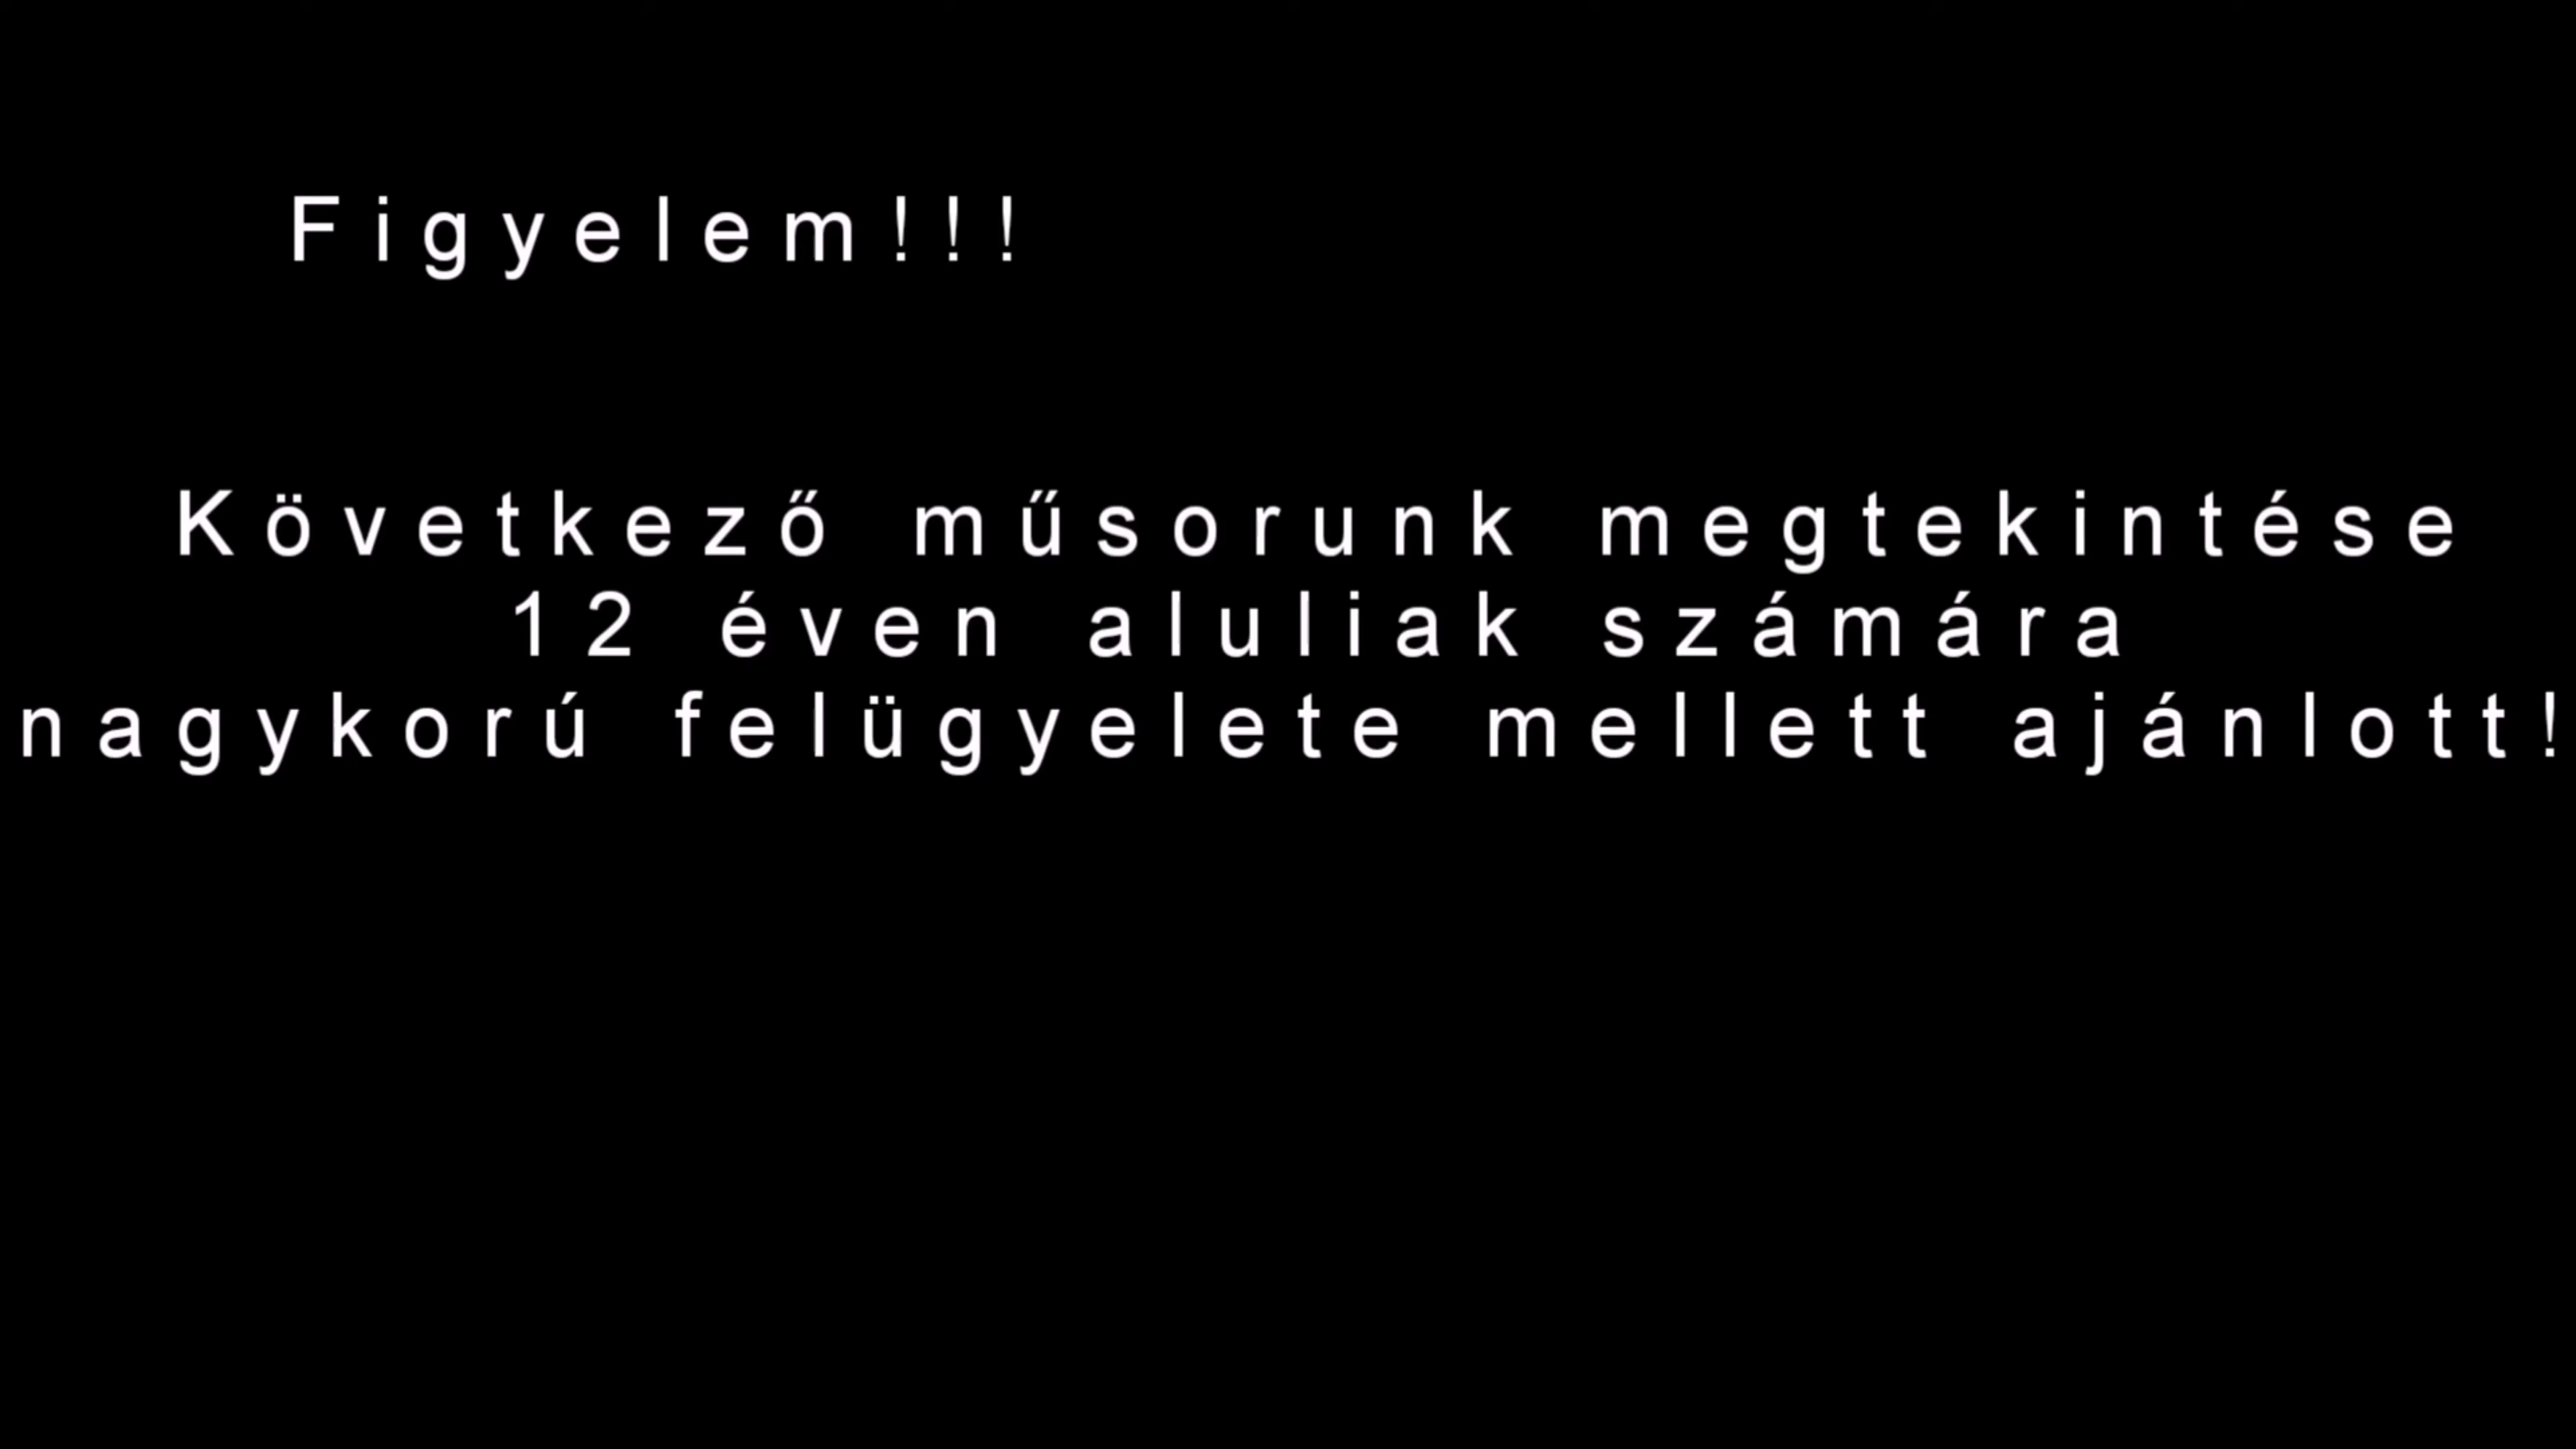 Figyelem!!!
Következő műsorunk megtekintése
12 éven aluliak számára
nagykorú felügyelete mellett ajánlott!